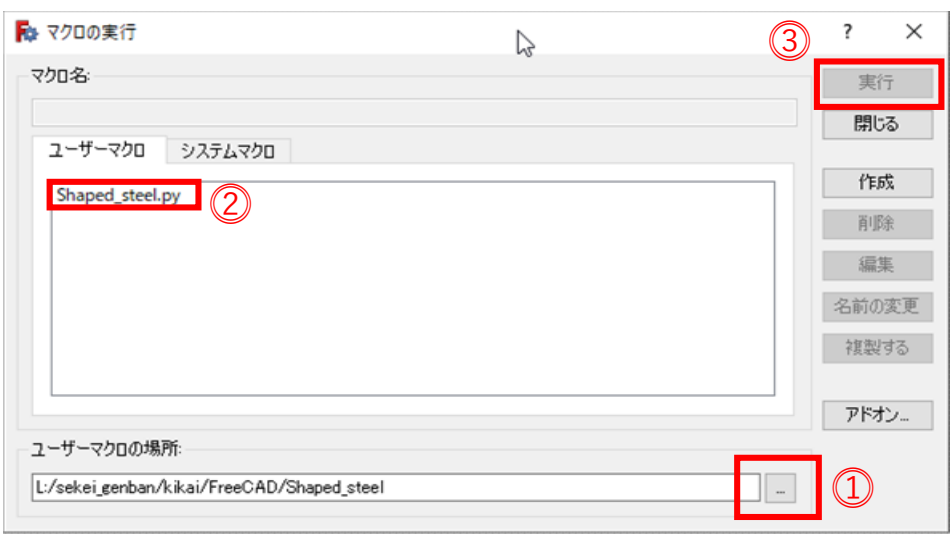 マクロの実行
?
③
マクロ名:
実行
閉じる
ユーザーマクロ
システムマクロ
Shaped_steel.py
②
作成
削除
編集
名前の変更
複製する
アドオン...
ユーザーマクロの場所:
L:/sekei_genban/kikai/FreeCAD/Shaped_steel
...
①